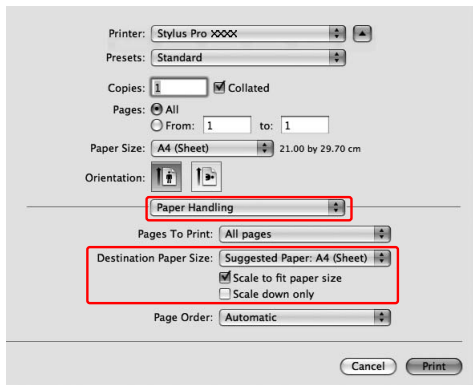 Printer: Stylus Pro XXXX
Presets: Standard
Copies: 1 Collated
Pages: All
From: 1 to: 1
Paper Size: A4 (Sheet) 21.00 by 29.70 cm
Orientation:
Paper Handling
Pages To Print: All pages
Destination Paper Size: Suggested Paper: A4 (Sheet)
Scale to fit paper size
Scale down only
Page Order: Automatic
Cancel Print